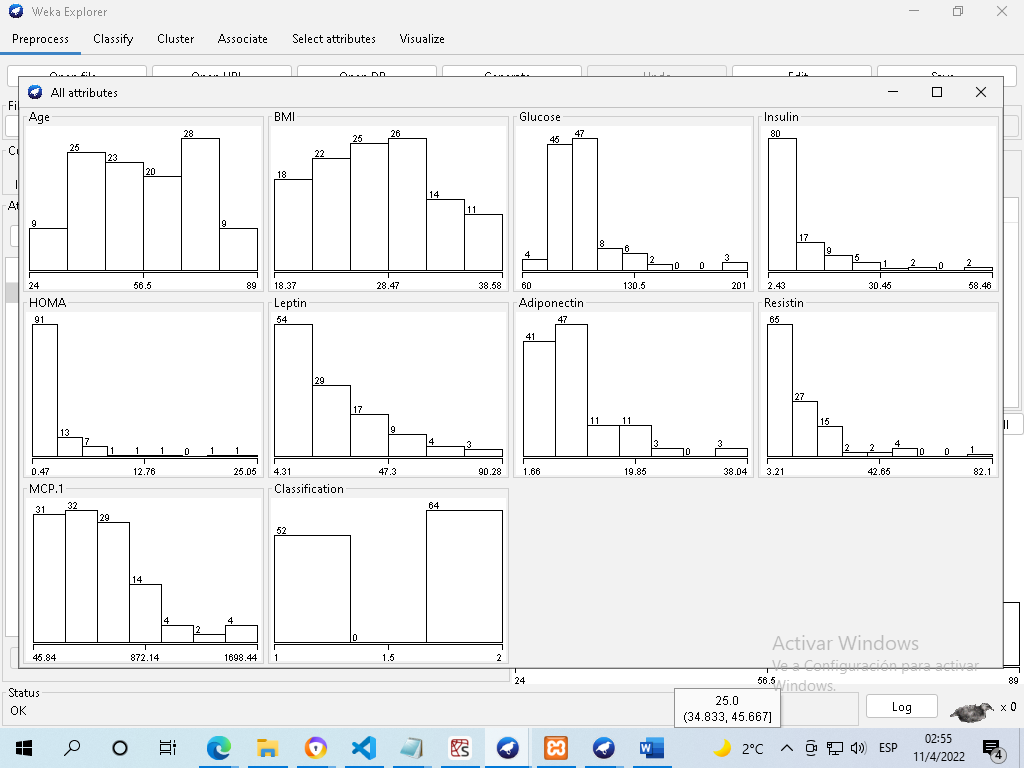 Weka Explorer
Preprocess Classify Cluster Associate Select attributes Visualize
All attributes
Age
9 25 23 20 28 9
24 56.5 89
BMI
18 22 25 26 14 11
18.37 28.47 38.58
Glucose
4 45 47 8 6 2 0 0 3
60 130.5 201
Insulin
80 17 9 5 1 2 0 2
2.43 30.45 58.46
HOMA
91 13 7 1 1 1 0 1 1
0.47 12.76 25.05
Leptin
54 29 17 9 4 3
4.31 47.3 90.28
Adiponectin
41 47 11 11 3 0 3
1.66 19.85 38.04
Resistin
65 27 15 2 2 4 0 0 1
3.21 42.65 82.1
MCP.1
31 32 29 14 4 2 4
45.84 872.14 1698.44
Classification
52 0 64
1 1.5 2
Activar Windows
Ve a Configuración para activar
Windows.
24 56.5 89
Status
OK
25.0
(34.833, 45.667]
Log
x 0
2°C
ESP
02:55
11/4/2022
4